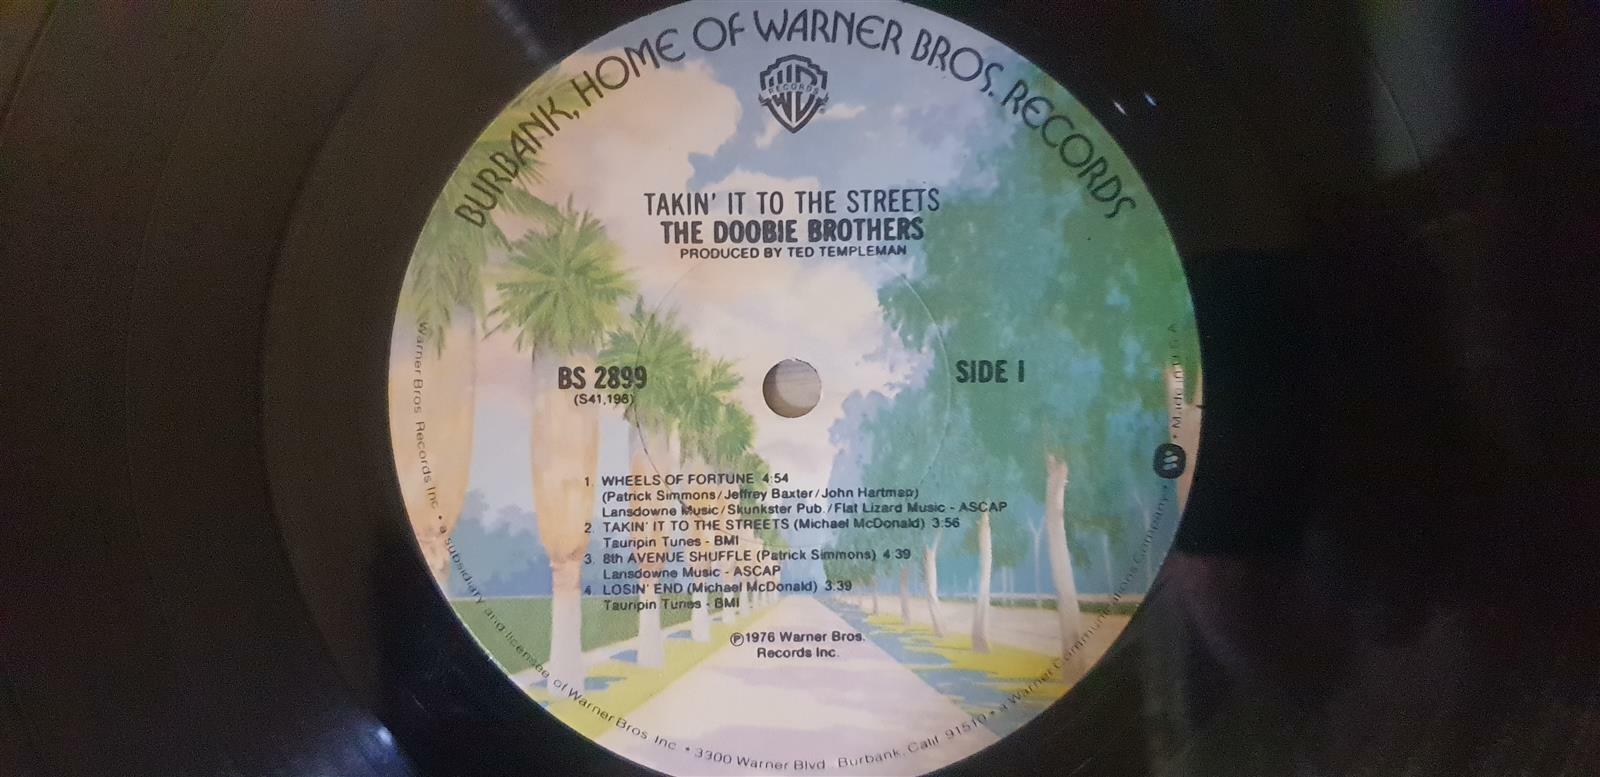 BURBANK, HOME OF WARNER BROS. RECORDS
RECORDS
TAKIN' IT TO THE STREETS
THE DOOBIE BROTHERS
PRODUCED BY TED TEMPLEMAN
BS 2899
(S41,196)
SIDE 1
1. WHEELS OF FORTUNE 4:54
(Patrick Simmons/Jeffrey Baxter/John Hartman)
Lansdowne Music/Skunkster Pub./Flat Lizard Music - ASCAP
2. TAKIN' IT TO THE STREETS (Michael McDonald) 3:56
Tauripin Tunes - BMI
3. 8th AVENUE SHUFFLE (Patrick Simmons) 4:39
Lansdowne Music - ASCAP
4. LOSIN' END (Michael McDonald) 3:39
Tauripin Tunes - BMI
℗1976 Warner Bros.
Records Inc.
Warner Bros Records Inc. • a subsidiary and licensee of Warner Bros. Inc. • 3300 Warner Blvd., Burbank, Calif. 91510 • a Warner Communications Company • Made in U.S.A.